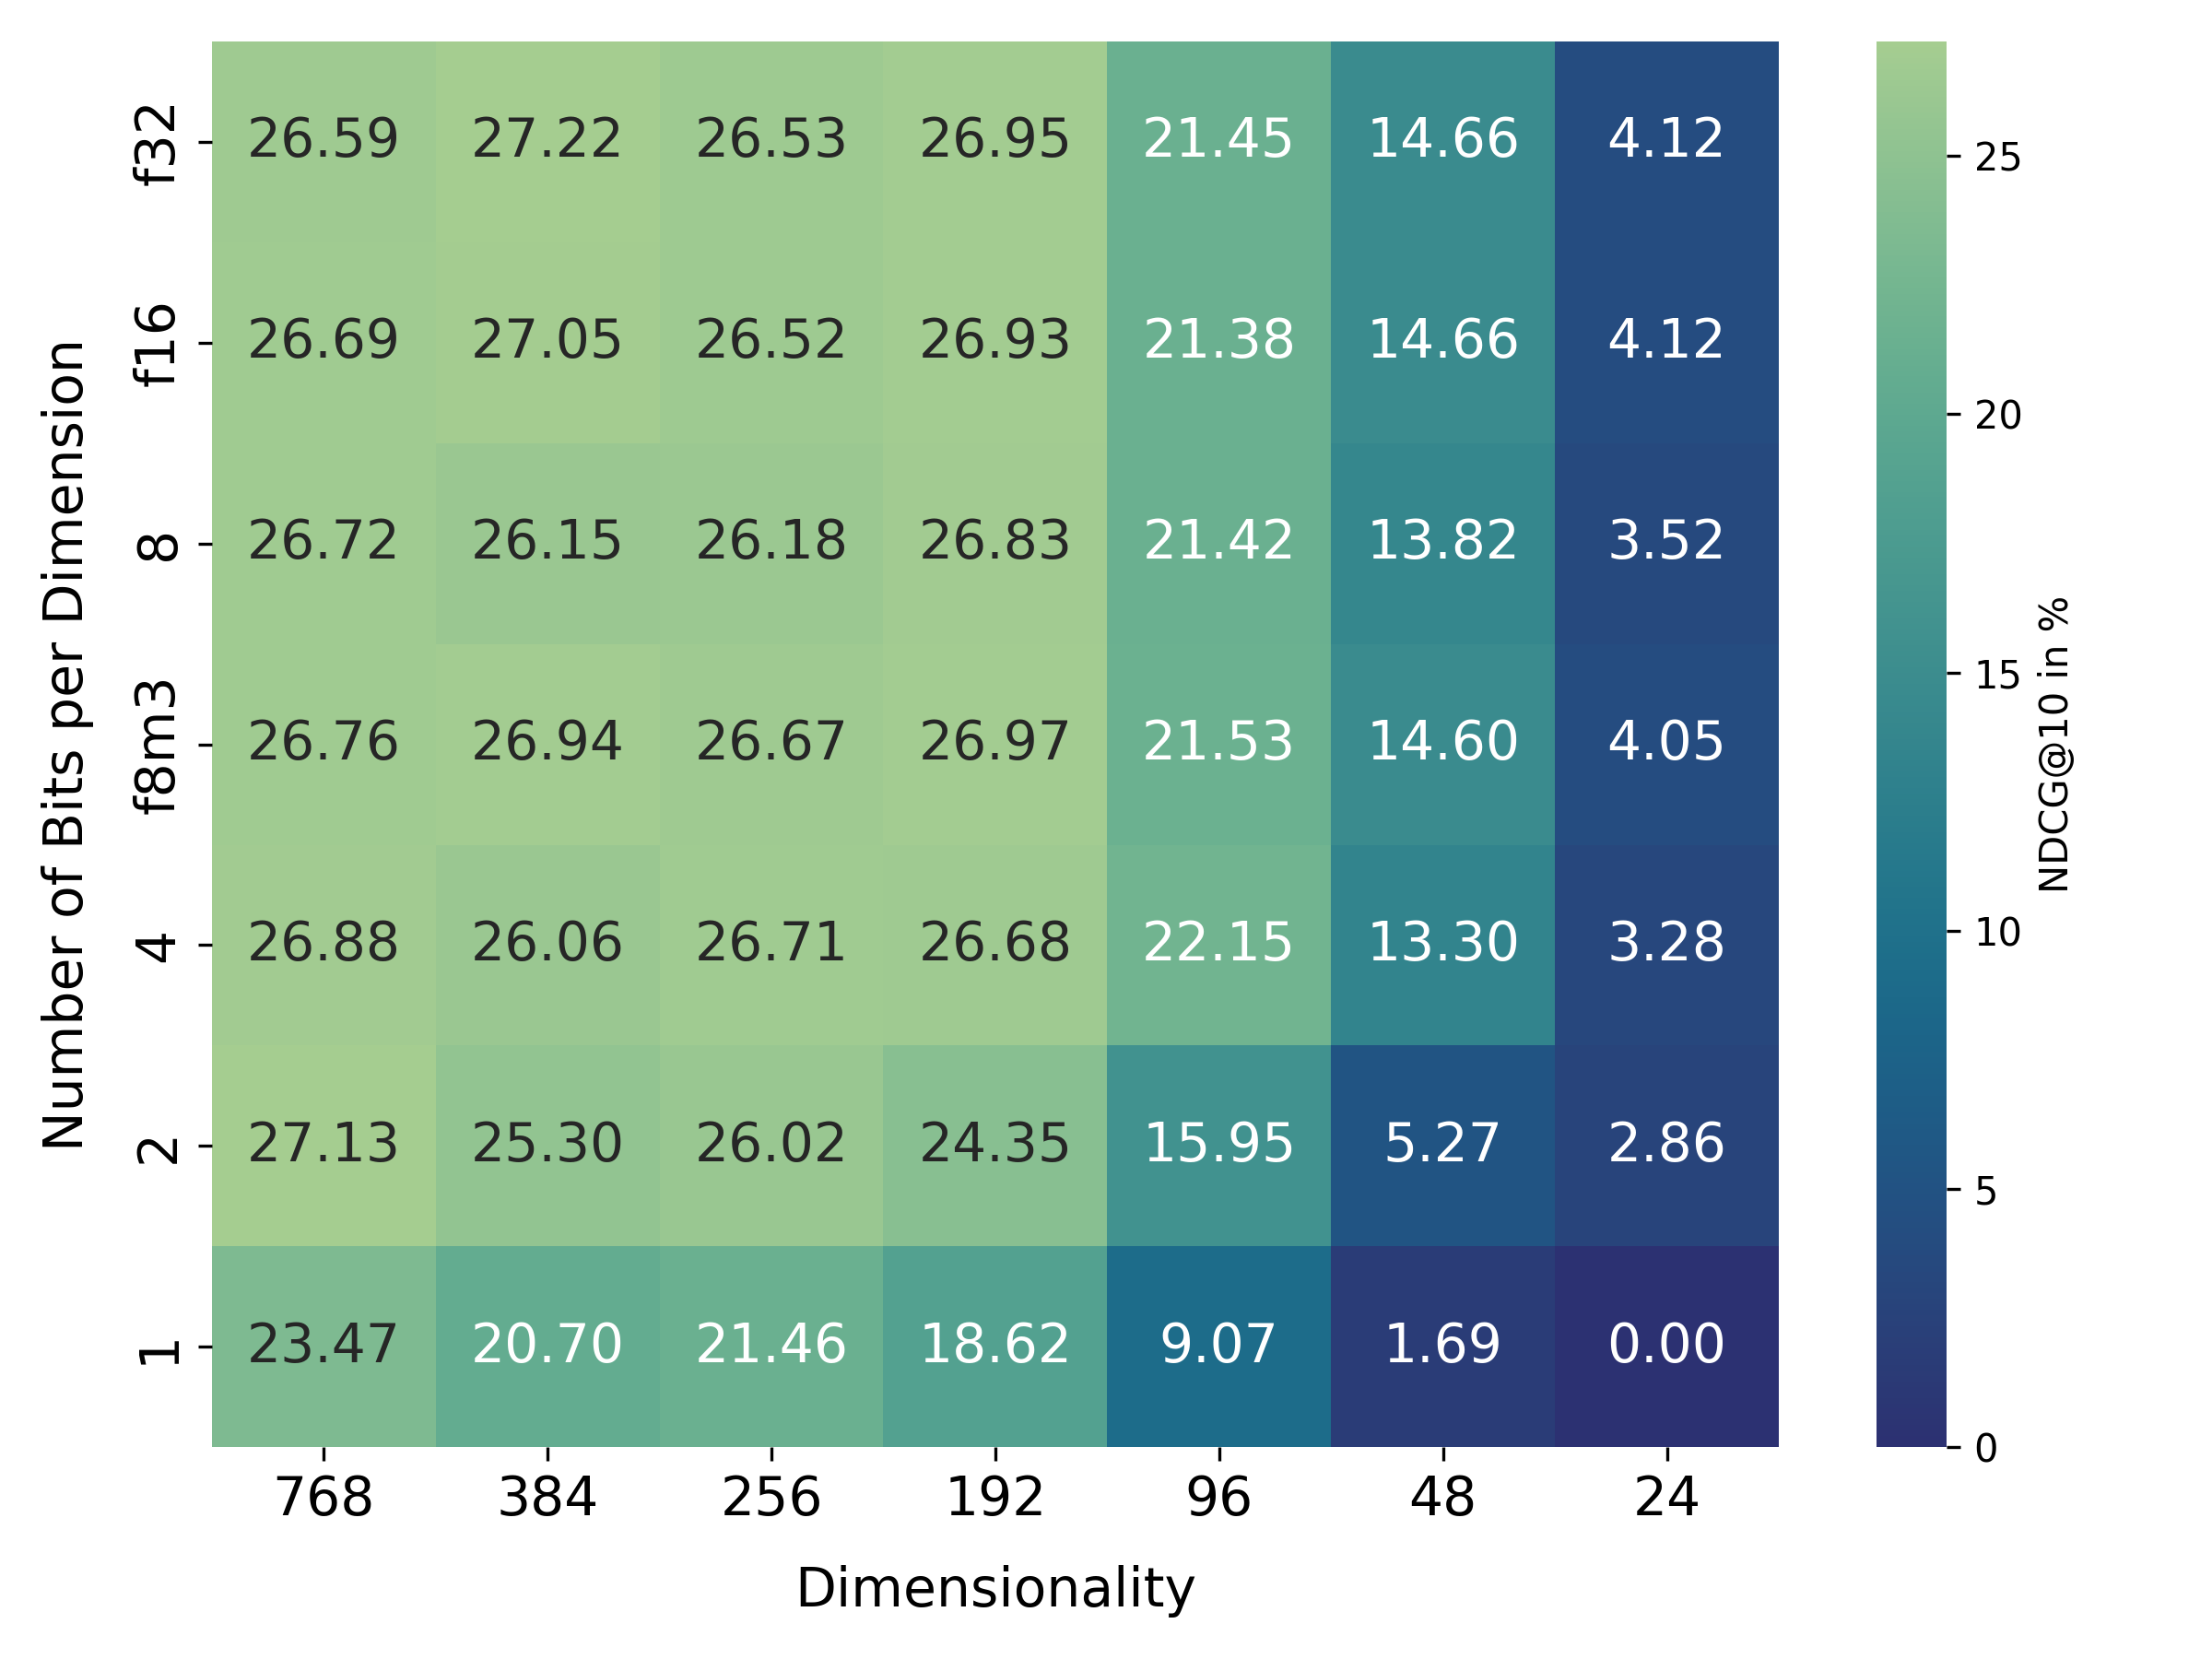 Number of Bits per Dimension
f32 26.59 27.22 26.53 26.95 21.45 14.66 4.12
f16 26.69 27.05 26.52 26.93 21.38 14.66 4.12
8 26.72 26.15 26.18 26.83 21.42 13.82 3.52
f8m3 26.76 26.94 26.67 26.97 21.53 14.60 4.05
4 26.88 26.06 26.71 26.68 22.15 13.30 3.28
2 27.13 25.30 26.02 24.35 15.95 5.27 2.86
1 23.47 20.70 21.46 18.62 9.07 1.69 0.00
768 384 256 192 96 48 24
Dimensionality
25
20
15
10
5
0
NDCG@10 in %